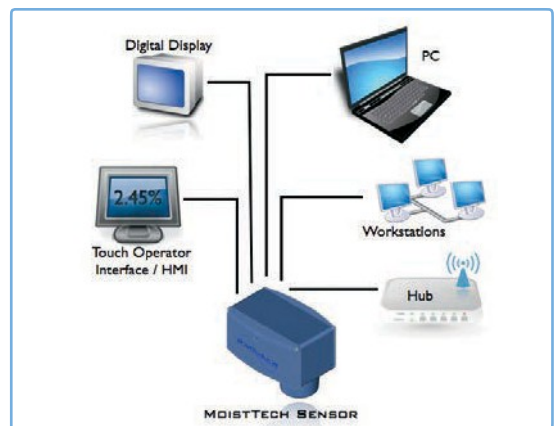 Digital Display
PC
2.45%
Touch Operator
Interface / HMI
Workstations
Hub
MOISTTECH SENSOR